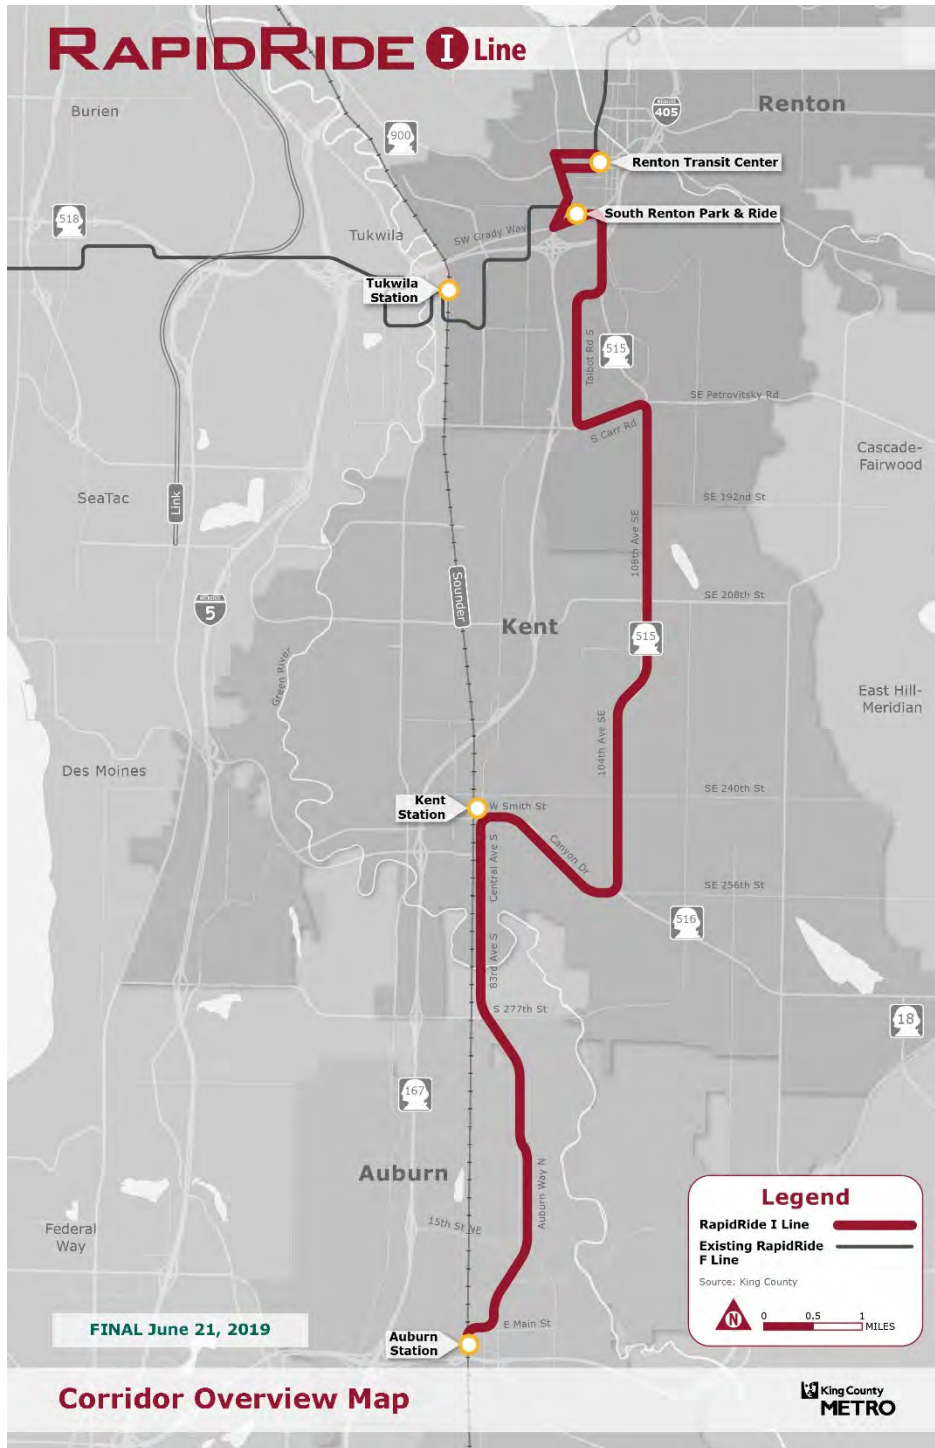 RAPIDRIDE I Line
Burien
Renton
405
900
Renton Transit Center
518
South Renton Park & Ride
Tukwila
SW Grady Way
Tukwila
Station
Talbot Rd S
515
SE Petrovitsky Rd
S Carr Rd
Cascade-
Fairwood
SeaTac
Link
SE 192nd St
108th Ave SE
Sounder
5
SE 208th St
Kent
515
Green River
East Hill-
Meridian
104th Ave SE
Des Moines
SE 240th St
Kent
Station
W Smith St
Canyon Dr
Central Ave S
SE 256th St
516
83rd Ave S
S 277th St
18
167
Auburn
Auburn Way N
15th St NE
Federal
Way
Legend
RapidRide I Line
Existing RapidRide
F Line
Source: King County
N
0 0.5 1
MILES
FINAL June 21, 2019
E Main St
Auburn
Station
Corridor Overview Map
King County
METRO